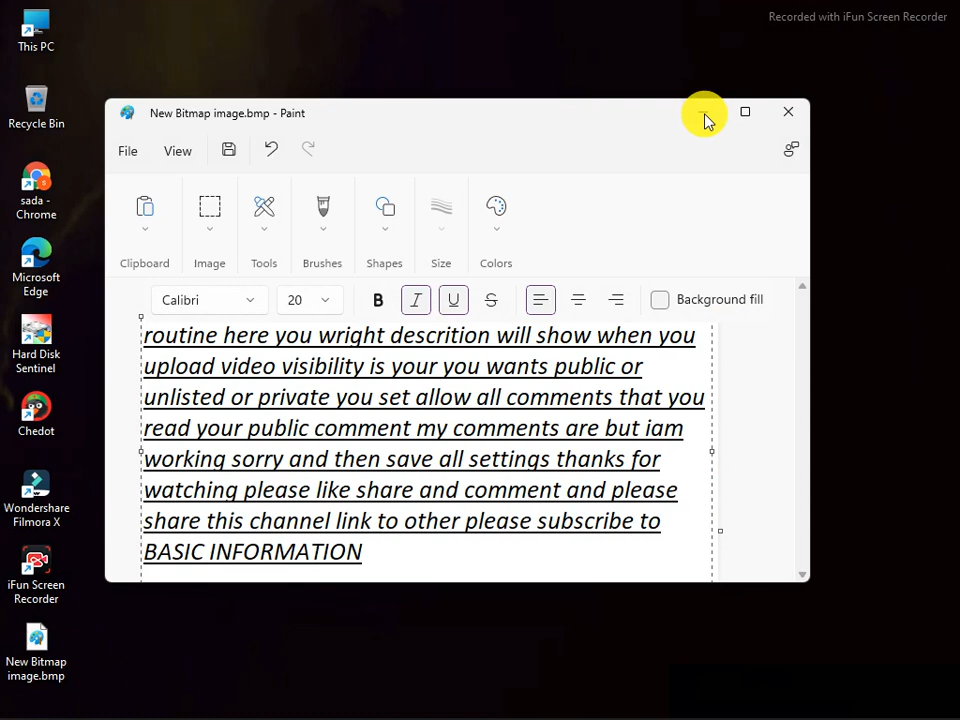 Recorded with iFun Screen Recorder
This PC
Recycle Bin
sada -
Chrome
Microsoft
Edge
Hard Disk
Sentinel
Chedot
Wondershare
Filmora X
iFun Screen
Recorder
New Bitmap
image.bmp
New Bitmap image.bmp - Paint
File View
Clipboard Image Tools Brushes Shapes Size Colors
Calibri 20 B I U S Background fill
routine here you wright descrition will show when you
upload video visibility is your you wants public or
unlisted or private you set allow all comments that you
read your public comment my comments are but iam
working sorry and then save all settings thanks for
watching please like share and comment and please
share this channel link to other please subscribe to
BASIC INFORMATION